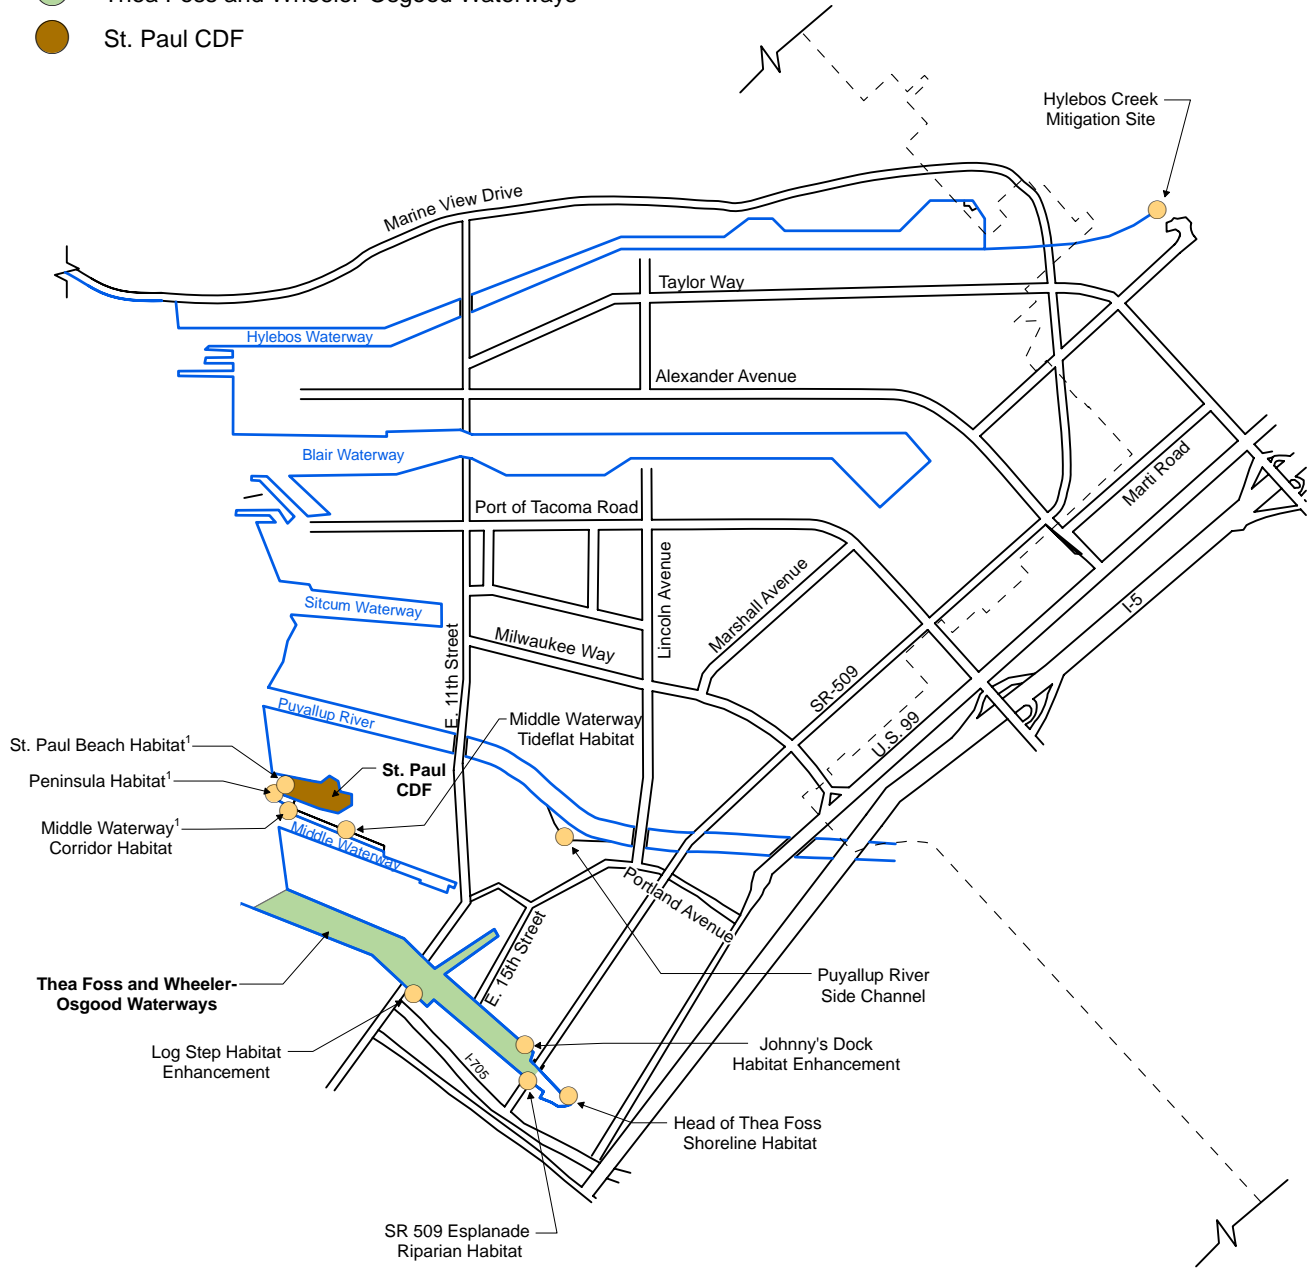 Thea Foss and Wheeler-Osgood Waterways
St. Paul CDF
Hylebos Creek
Mitigation Site
Marine View Drive
Taylor Way
Hylebos Waterway
Alexander Avenue
Blair Waterway
Marti Road
Port of Tacoma Road
Lincoln Avenue
Marshall Avenue
I-5
Sitcum Waterway
E. 11th Street
Milwaukee Way
SR-509
U.S. 99
Puyallup River
Middle Waterway
Tideflat Habitat
St. Paul Beach Habitat¹
Peninsula Habitat¹
St. Paul
CDF
Middle Waterway¹
Corridor Habitat
Middle Waterway
Portland Avenue
E. 15th Street
Thea Foss and Wheeler-
Osgood Waterways
Puyallup River
Side Channel
Log Step Habitat
Enhancement
I-705
Johnny's Dock
Habitat Enhancement
Head of Thea Foss
Shoreline Habitat
SR 509 Esplanade
Riparian Habitat